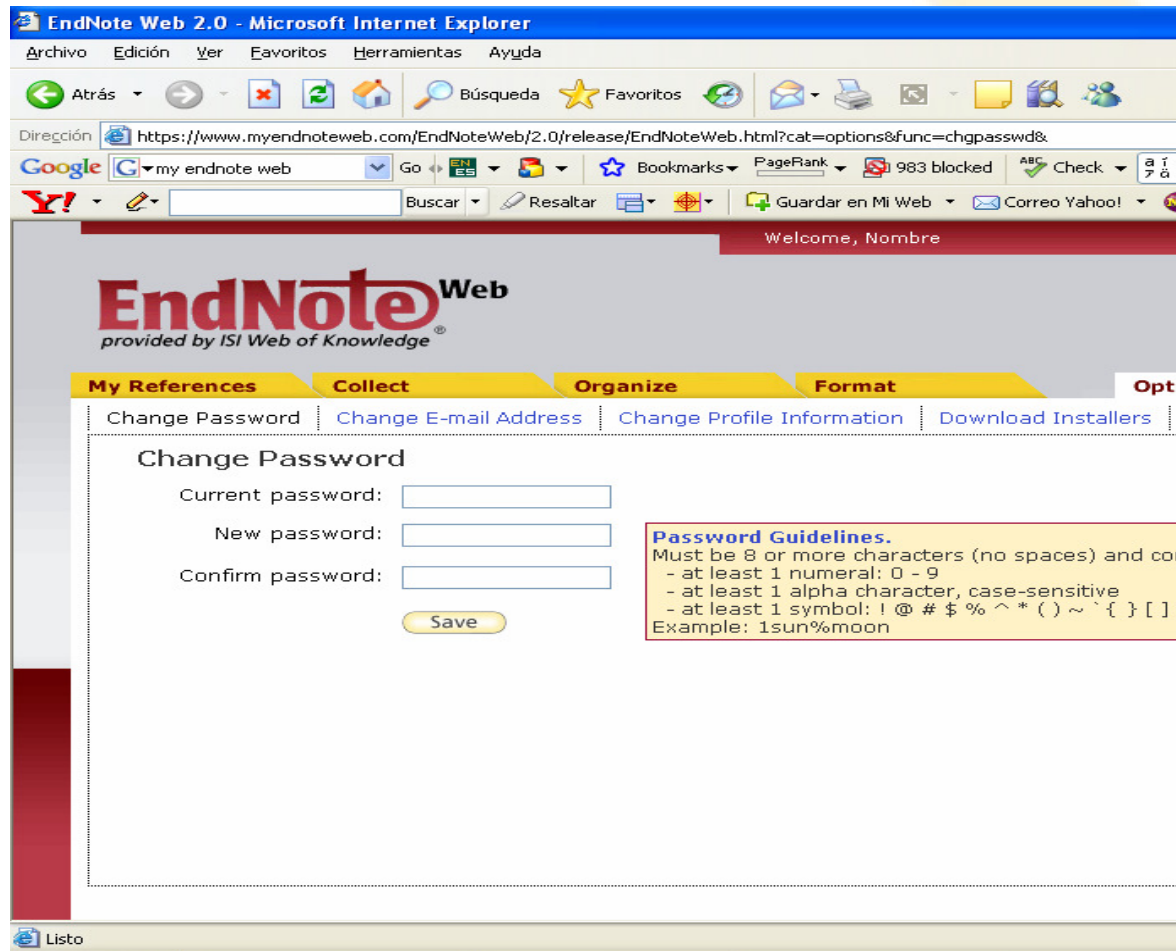 EndNote Web 2.0 - Microsoft Internet Explorer
Archivo Edición Ver Favoritos Herramientas Ayuda
Atrás Búsqueda Favoritos
Dirección https://www.myendnoteweb.com/EndNoteWeb/2.0/release/EndNoteWeb.html?cat=options&func=chgpasswd&
Google G my endnote web Go EN ES Bookmarks PageRank 983 blocked ABC Check
Y! Buscar Resaltar Guardar en Mi Web Correo Yahoo!
Welcome, Nombre
EndNote Web
provided by ISI Web of Knowledge
My References Collect Organize Format Opt
Change Password Change E-mail Address Change Profile Information Download Installers
Change Password
Current password:
New password:
Confirm password:
Save
Password Guidelines.
Must be 8 or more characters (no spaces) and co
- at least 1 numeral: 0 - 9
- at least 1 alpha character, case-sensitive
- at least 1 symbol: ! @ # $ % ^ * ( ) ~ ` { } [ ]
Example: 1sun%moon
Listo